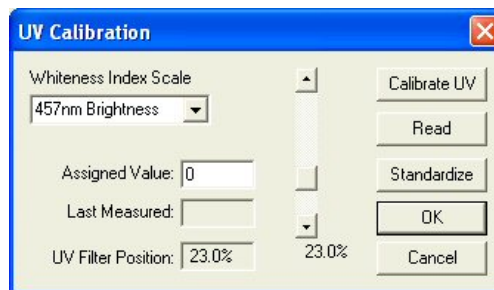 UV Calibration
Whiteness Index Scale
457nm Brightness
Assigned Value: 0
Last Measured:
UV Filter Position: 23.0%
23.0%
Calibrate UV
Read
Standardize
OK
Cancel